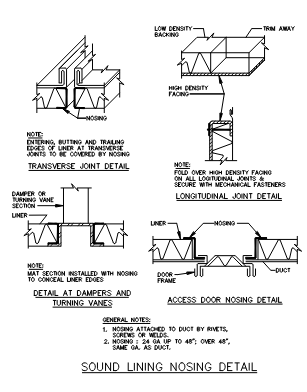 LOW DENSITY
BACKING
TRIM AWAY
HIGH DENSITY
FACING
NOSING
NOTE:
ENTERING, BUTTING AND TRAILING
EDGES OF LINER AT TRANSVERSE
JOINTS TO BE COVERED BY NOSING
TRANSVERSE JOINT DETAIL
NOTE:
FOLD OVER HIGH DENSITY FACING
ON ALL LOGITUDINAL JOINTS &
SECURE WITH MECHANICAL FASTENERS
LONGITUDINAL JOINT DETAIL
DAMPER OR
TURNING VANE
SECTION
LINER
NOTE:
MAT SECTION INSTALLED WITH NOSING
TO CONCEAL LINER EDGES
DETAIL AT DAMPERS AND
TURNING VANES
LINER
NOSING
DOOR
FRAME
DUCT
ACCESS DOOR NOSING DETAIL
GENERAL NOTES:
1. NOSING ATTACHED TO DUCT BY RIVETS,
SCREWS OR WELDS.
2. NOSING : 24 GA UP TO 48"; OVER 48",
SAME GA. AS DUCT.
SOUND LINING NOSING DETAIL